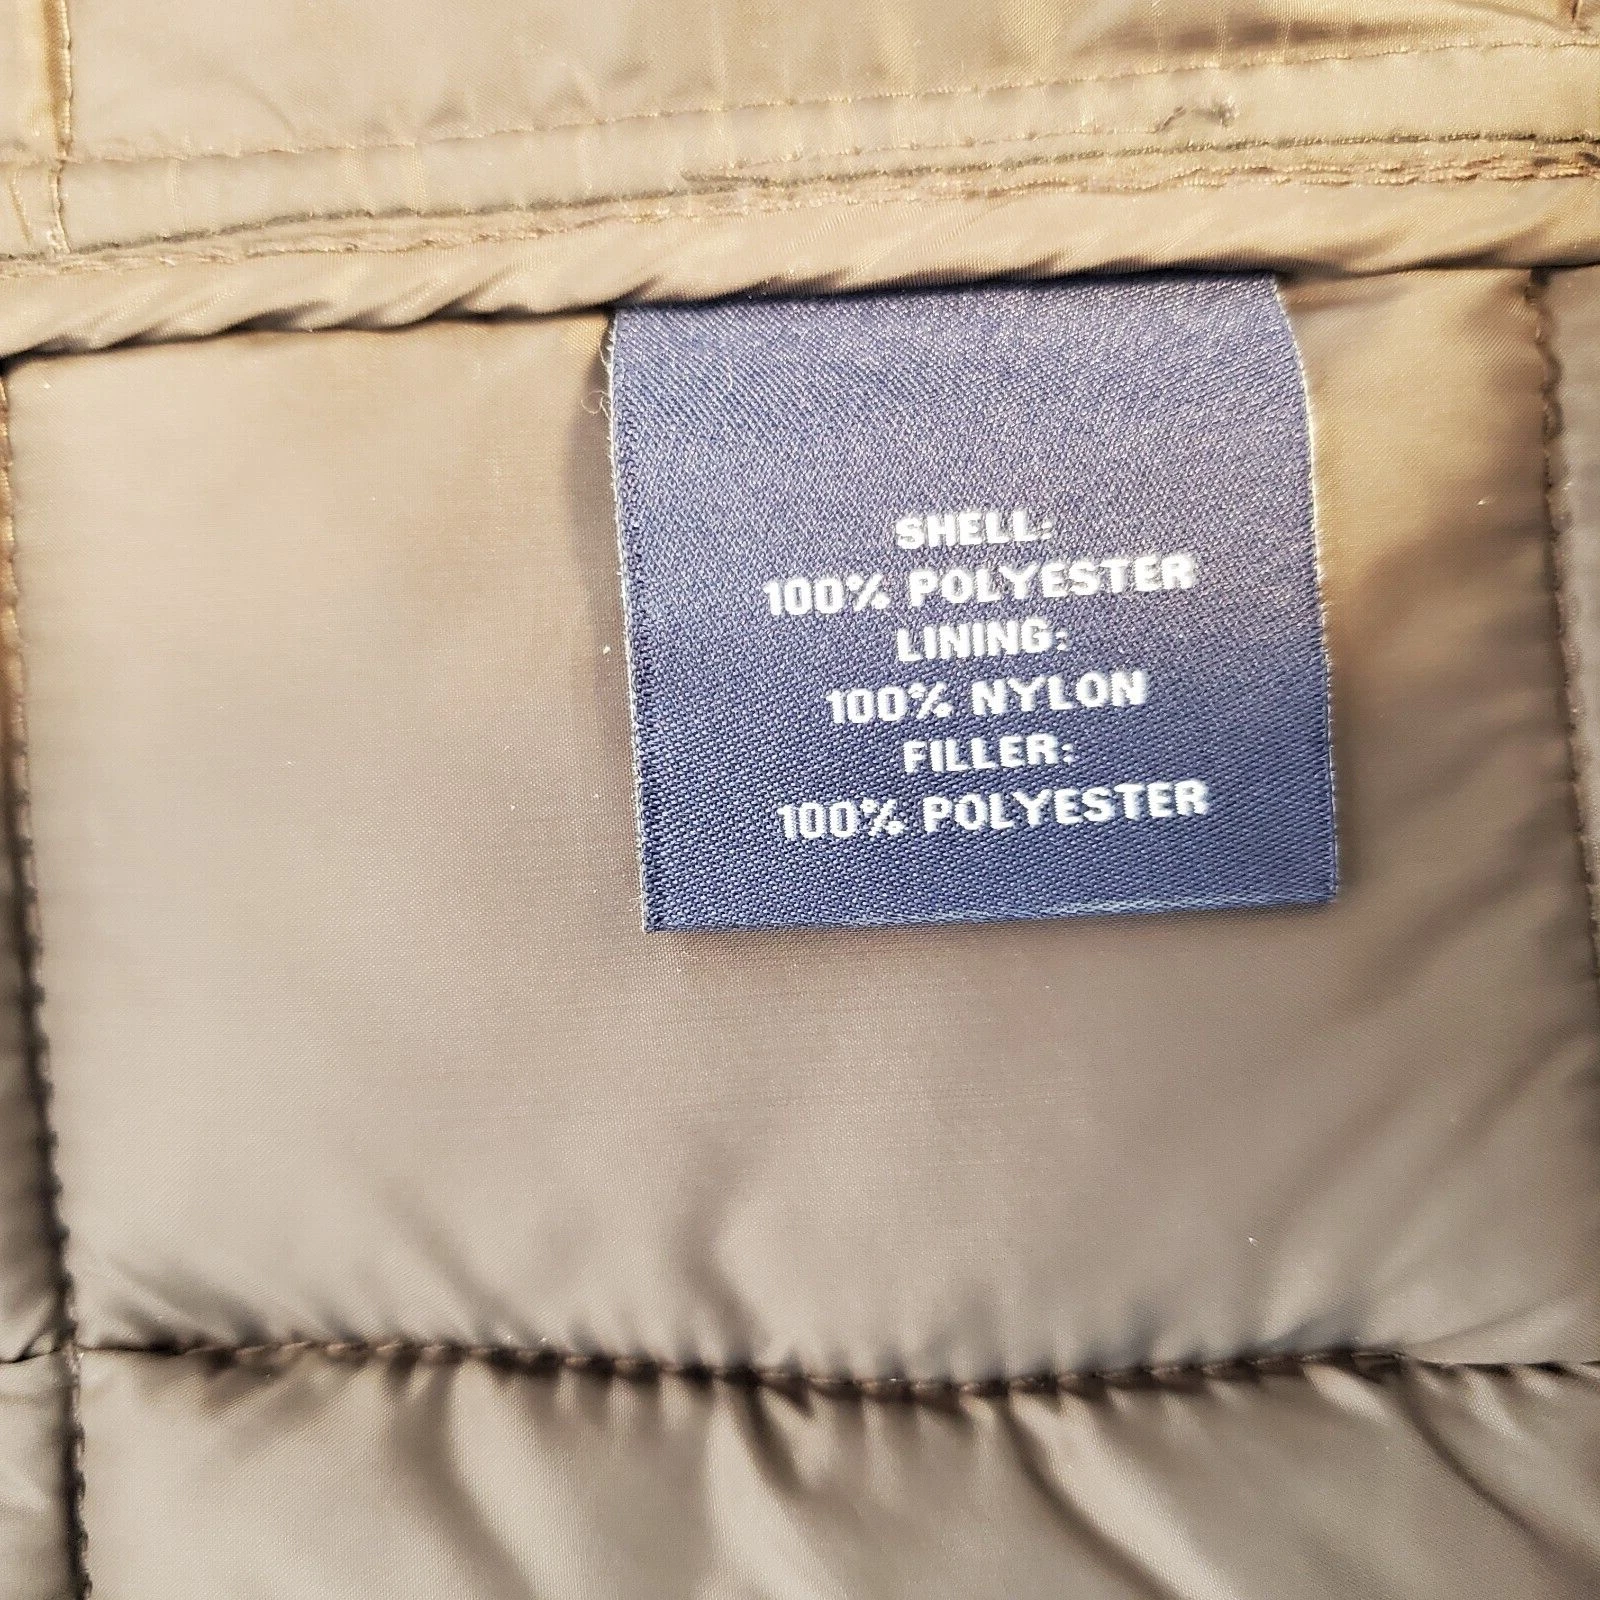 SHELL:
100% POLYESTER
LINING:
100% NYLON
FILLER:
100% POLYESTER